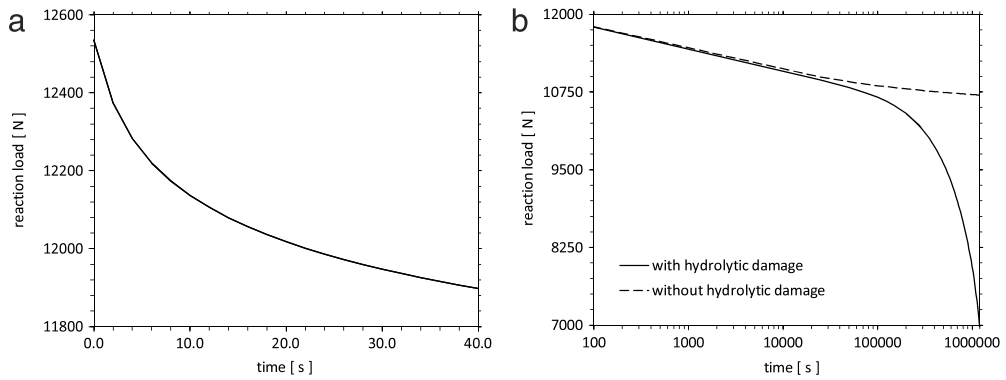 a
12600
12400
12200
12000
11800
reaction load [ N ]
0.0 10.0 20.0 30.0 40.0
time [ s ]
b
12000
10750
9500
8250
7000
reaction load [ N ]
with hydrolytic damage
without hydrolytic damage
100 1000 10000 100000 1000000
time [ s ]